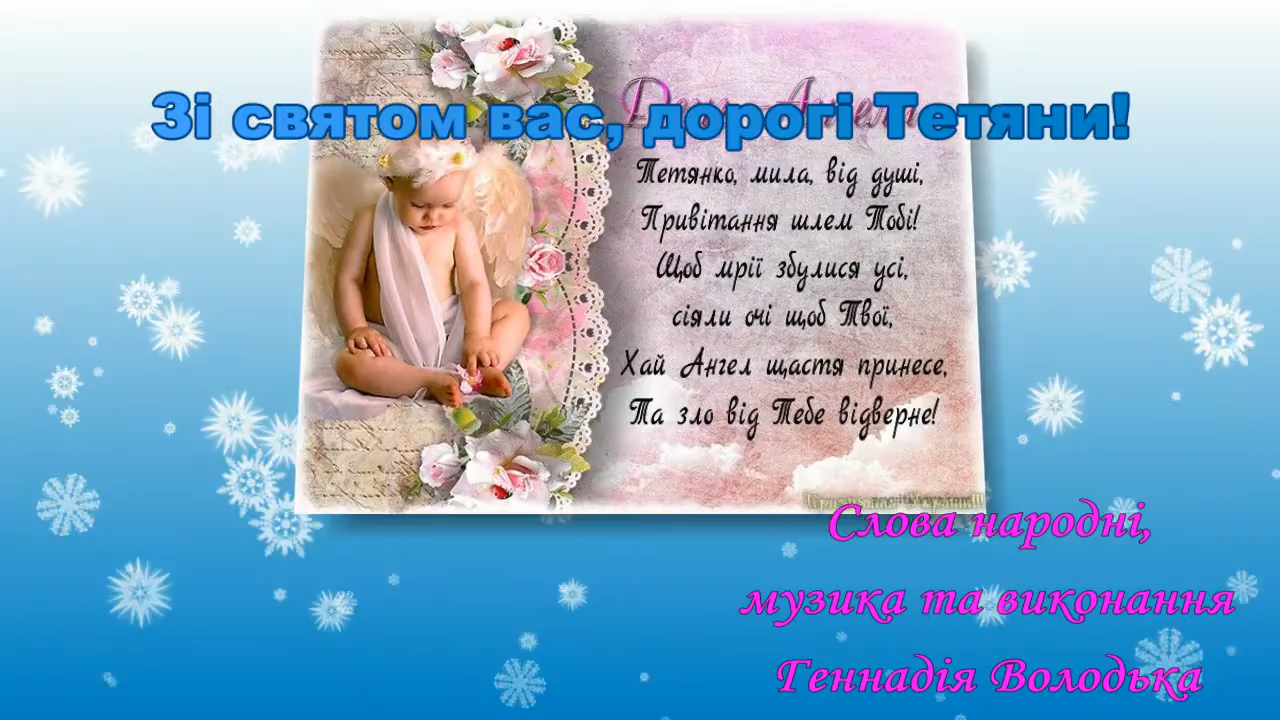 Зі святом вас, дорогі Тетяни!
Тетянко, мила, від душі,
Привітання шлем Тобі!
Щоб мрії збулися усі,
сіяли очі щоб Твої,
Хай Ангел щастя принесе,
Та зло від Тебе відверне!
Слова народні,
музика та виконання
Геннадія Володька